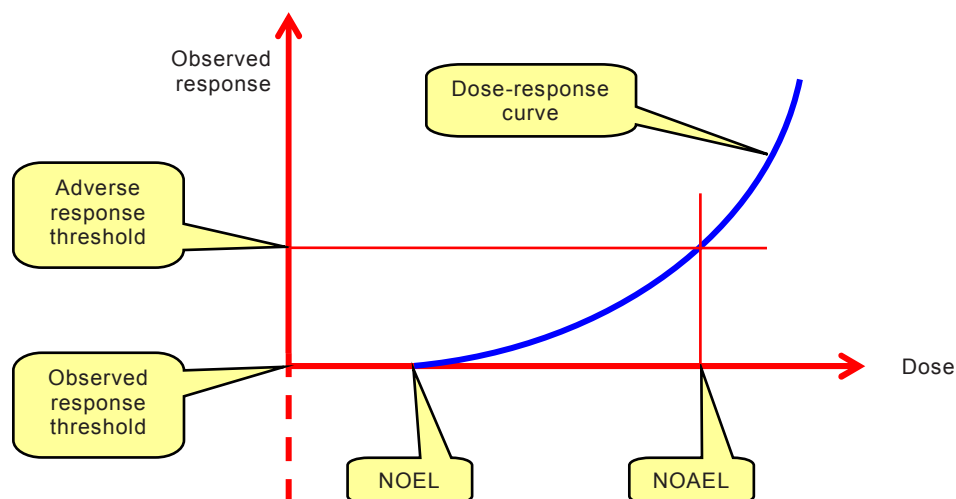 Observed
response
Dose-response
curve
Adverse
response
threshold
Observed
response
threshold
Dose
NOEL
NOAEL